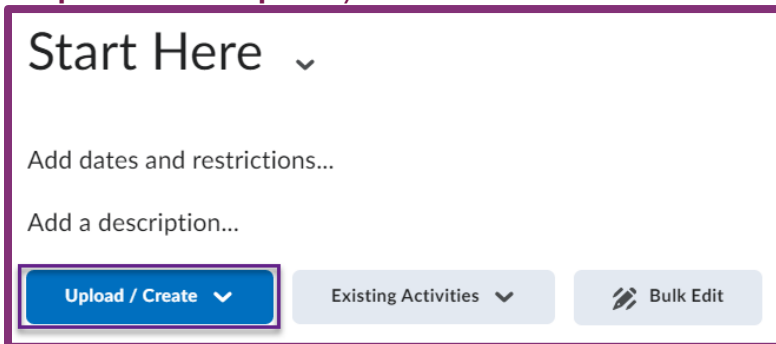 Start Here
Add dates and restrictions...
Add a description...
Upload / Create Existing Activities Bulk Edit